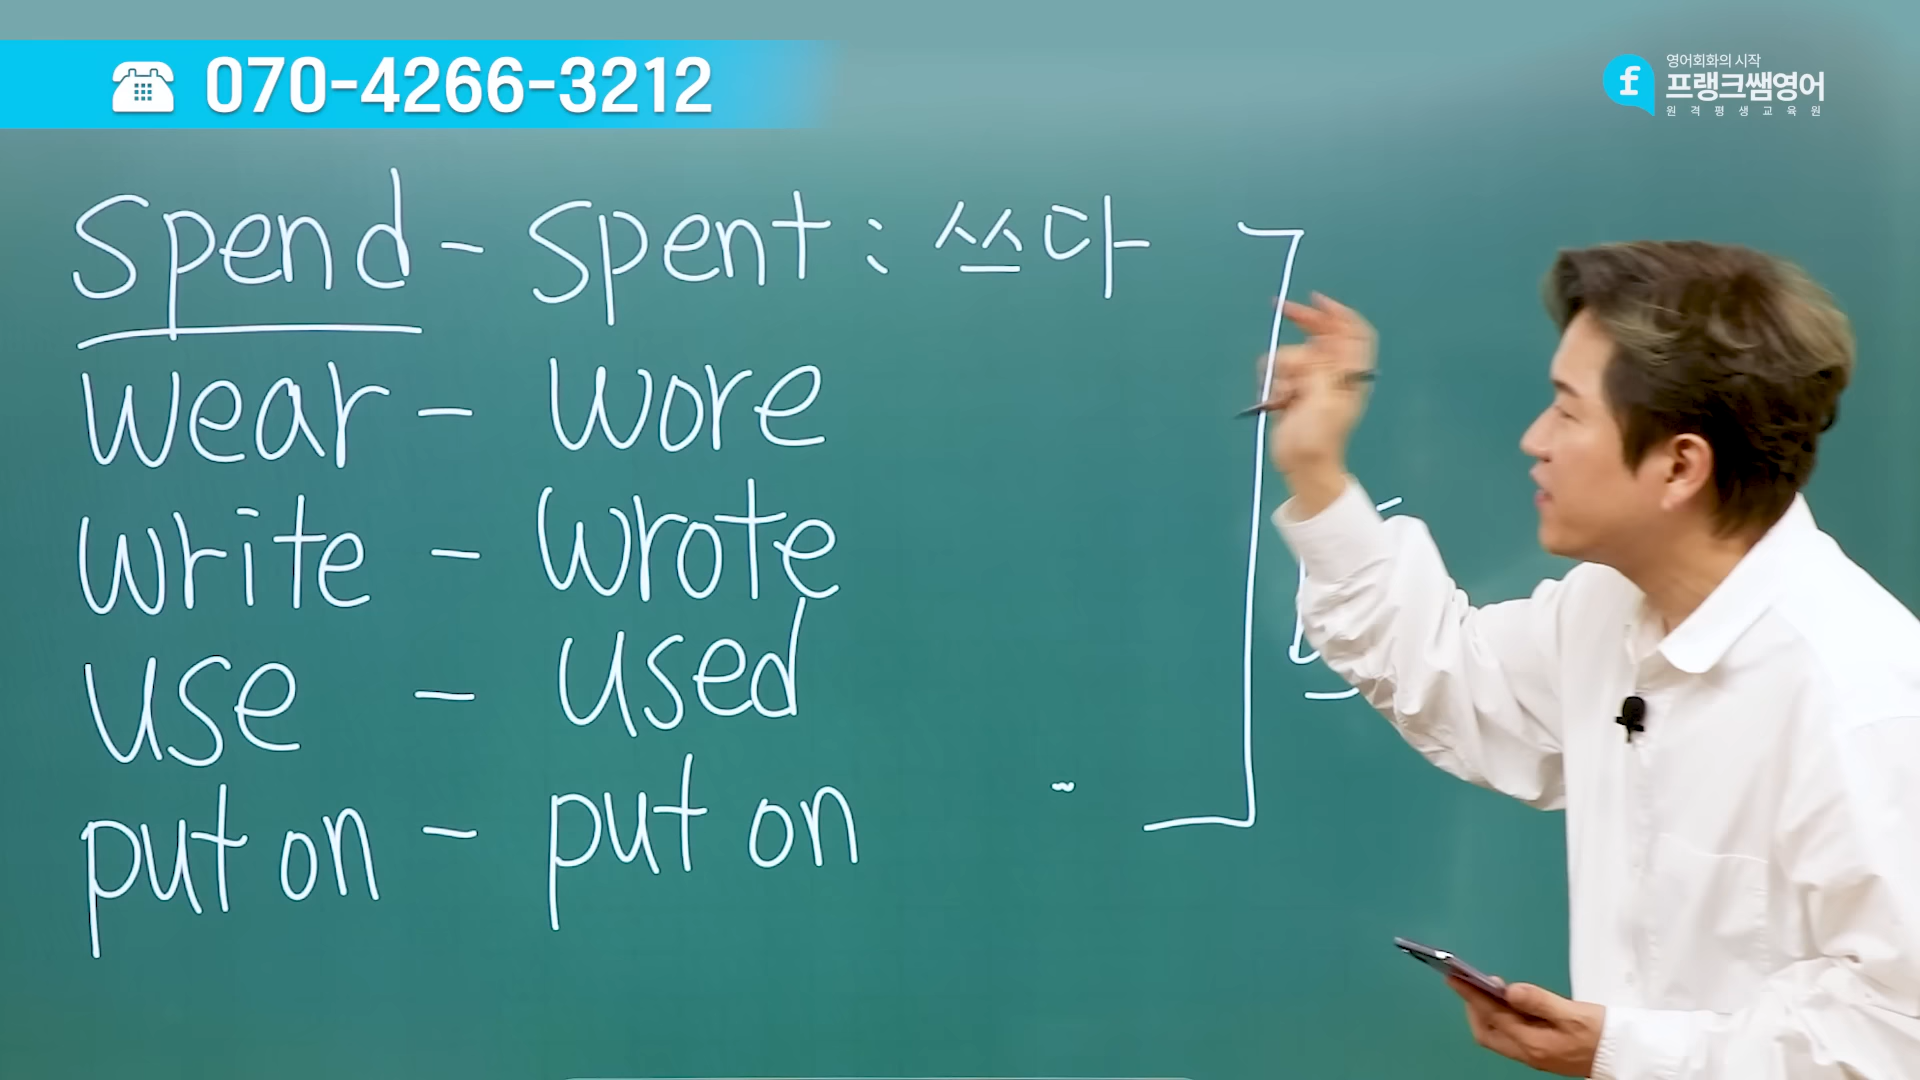 070-4266-3212
영어회화의 시작
프랭크쌤영어
원격평생교육원
spend - spent : 쓰다
wear - wore
write - wrote
use - used
put on - put on